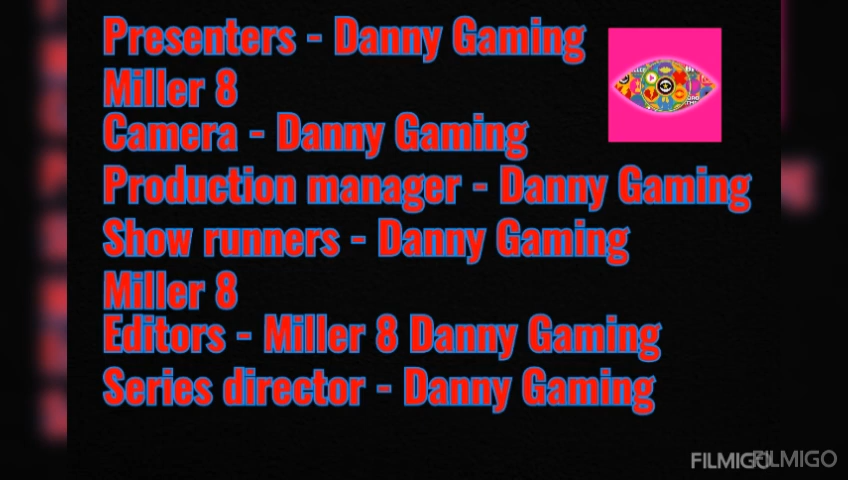 Presenters - Danny Gaming
Miller 8
Camera - Danny Gaming
Production manager - Danny Gaming
Show runners - Danny Gaming
Miller 8
Editors - Miller 8 Danny Gaming
Series director - Danny Gaming
FILMIGO FILMIGO